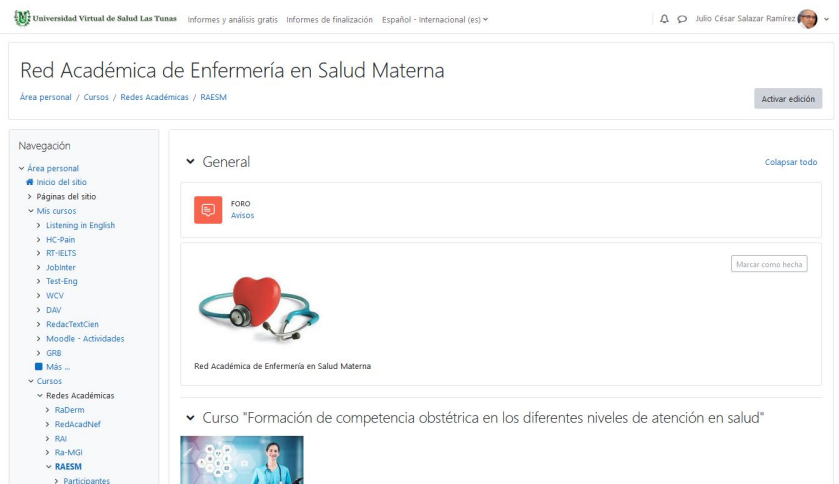 Universidad Virtual de Salud Las Tunas
Informes y análisis gratis Informes de finalización Español - Internacional (es)
Julio César Salazar Ramírez
Red Académica de Enfermería en Salud Materna
Área personal / Cursos / Redes Académicas / RAESM
Activar edición
Navegación
Área personal
Inicio del sitio
Páginas del sitio
Mis cursos
Listening in English
HC-Pain
RT-IELTS
JobInter
Test-Eng
WCV
DAV
RedacTextCien
Moodle - Actividades
GRB
Más ...
Cursos
Redes Académicas
RaDerm
RedAcadNef
RAI
Ra-MGI
RAESM
Participantes
General
Colapsar todo
FORO
Avisos
Marcar como hecha
Red Académica de Enfermería en Salud Materna
Curso "Formación de competencia obstétrica en los diferentes niveles de atención en salud"